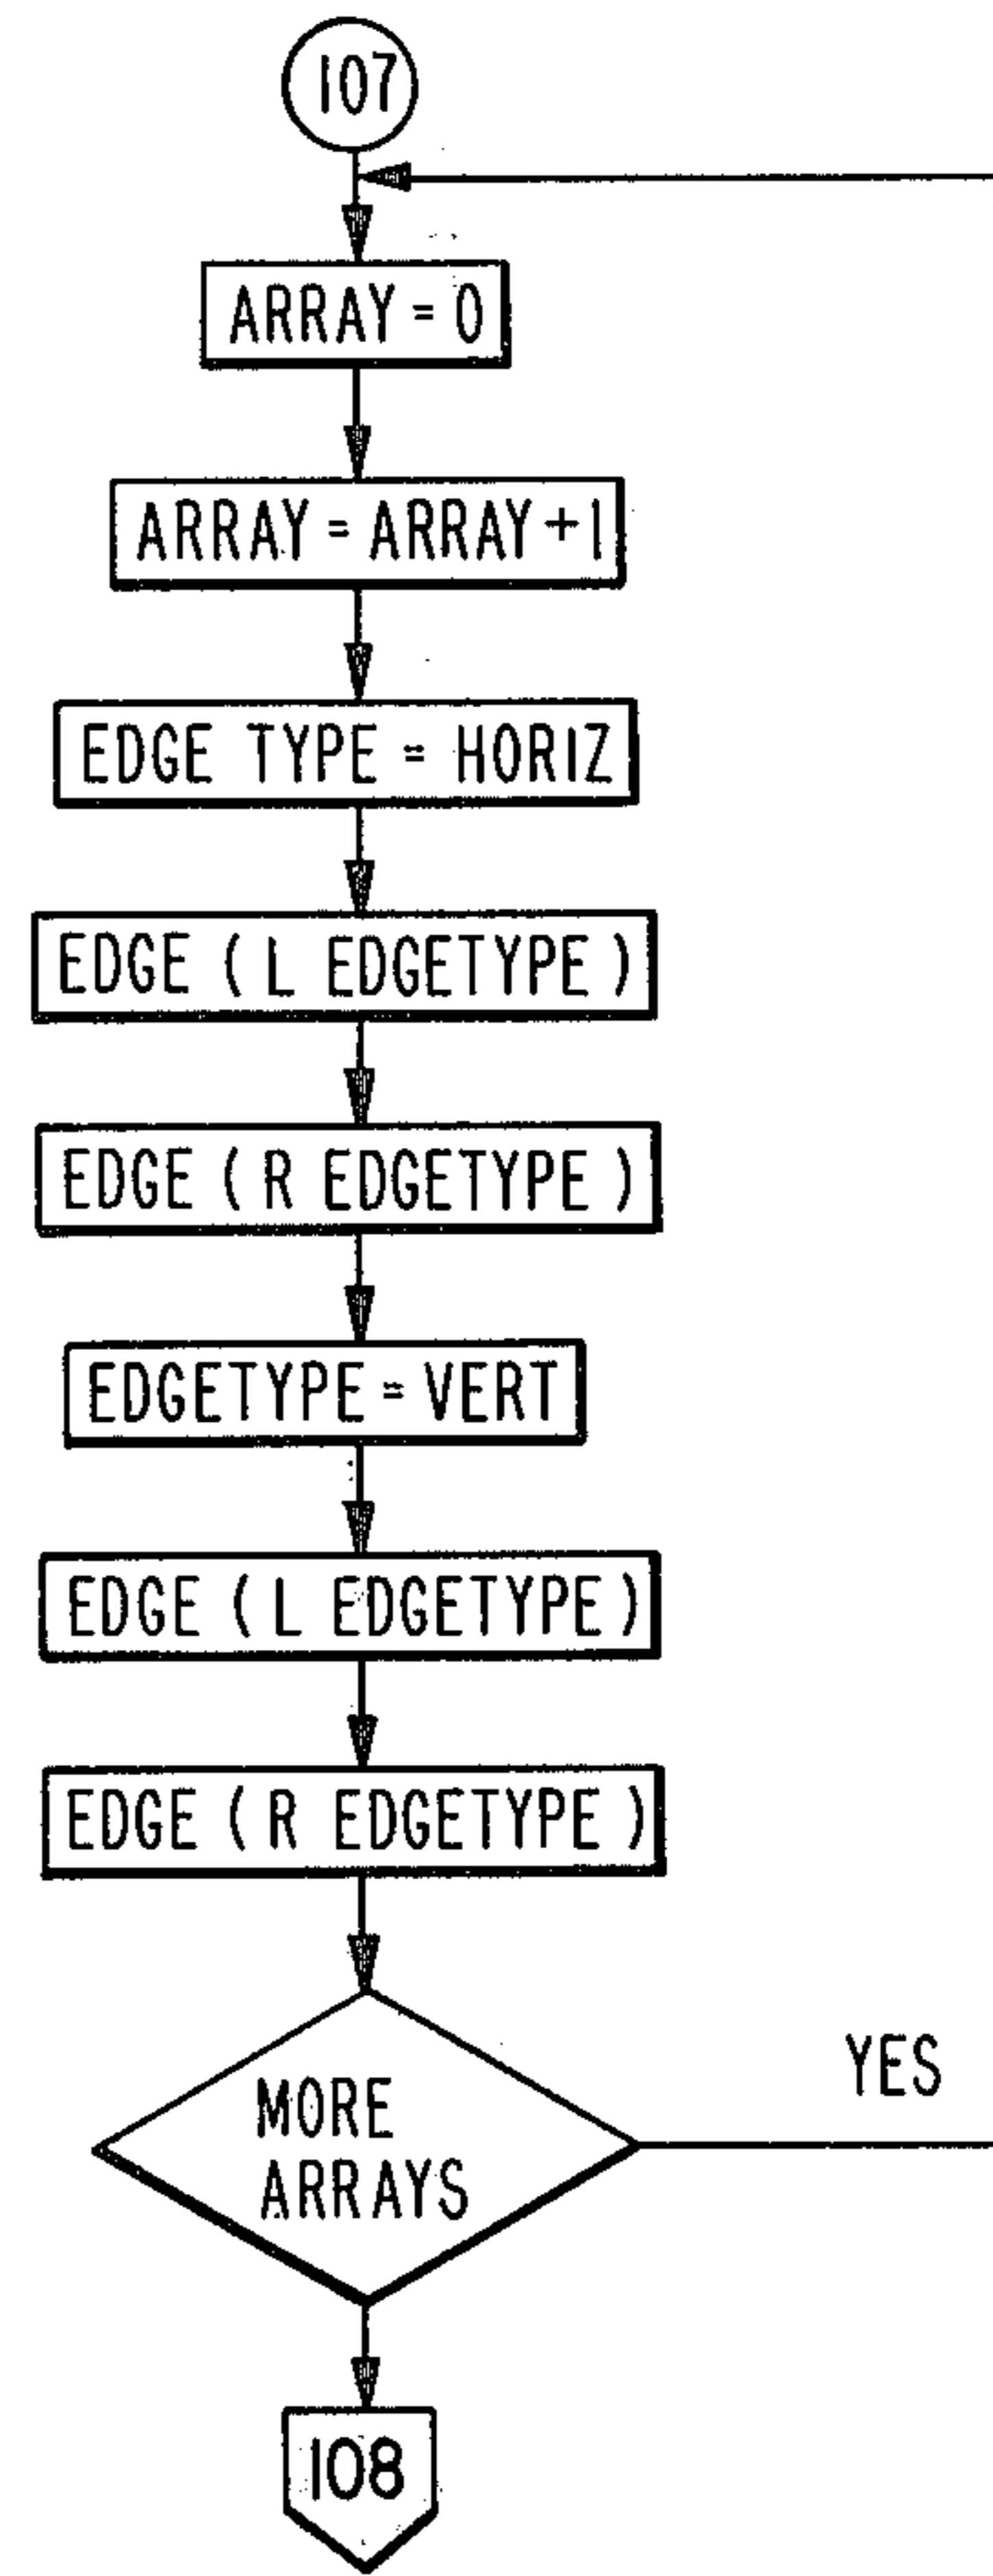 107
ARRAY = 0
ARRAY = ARRAY + 1
EDGE TYPE = HORIZ
EDGE ( L EDGETYPE )
EDGE ( R EDGETYPE )
EDGETYPE = VERT
EDGE ( L EDGETYPE )
EDGE ( R EDGETYPE )
YES
MORE
ARRAYS
108